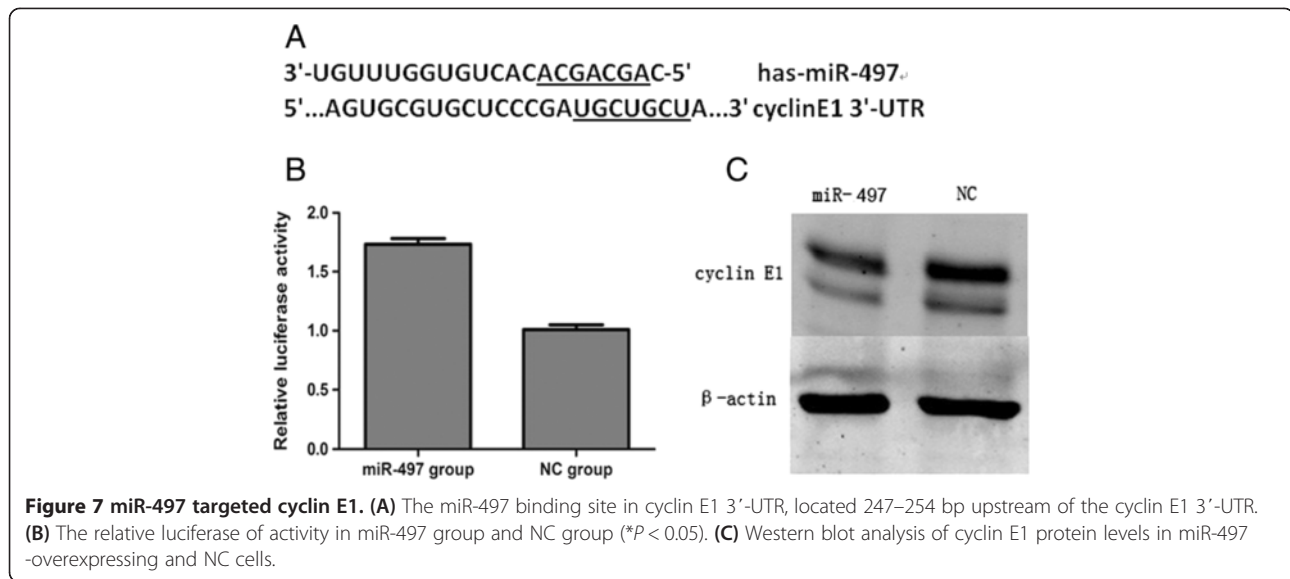 A
3'-UGUUUGGUGUCACACGACGAC-5' has-miR-497
5'...AGUGCGUGCUCCCGAUGCUGCUA...3' cyclinE1 3'-UTR
B
Relative luciferase activity
2.0
1.5
1.0
0.5
0.0
miR-497 group
NC group
C
miR-497
NC
cyclin E1
β-actin
Figure 7 miR-497 targeted cyclin E1. (A) The miR-497 binding site in cyclin E1 3′-UTR, located 247–254 bp upstream of the cyclin E1 3′-UTR.
(B) The relative luciferase of activity in miR-497 group and NC group (*P < 0.05). (C) Western blot analysis of cyclin E1 protein levels in miR-497
-overexpressing and NC cells.